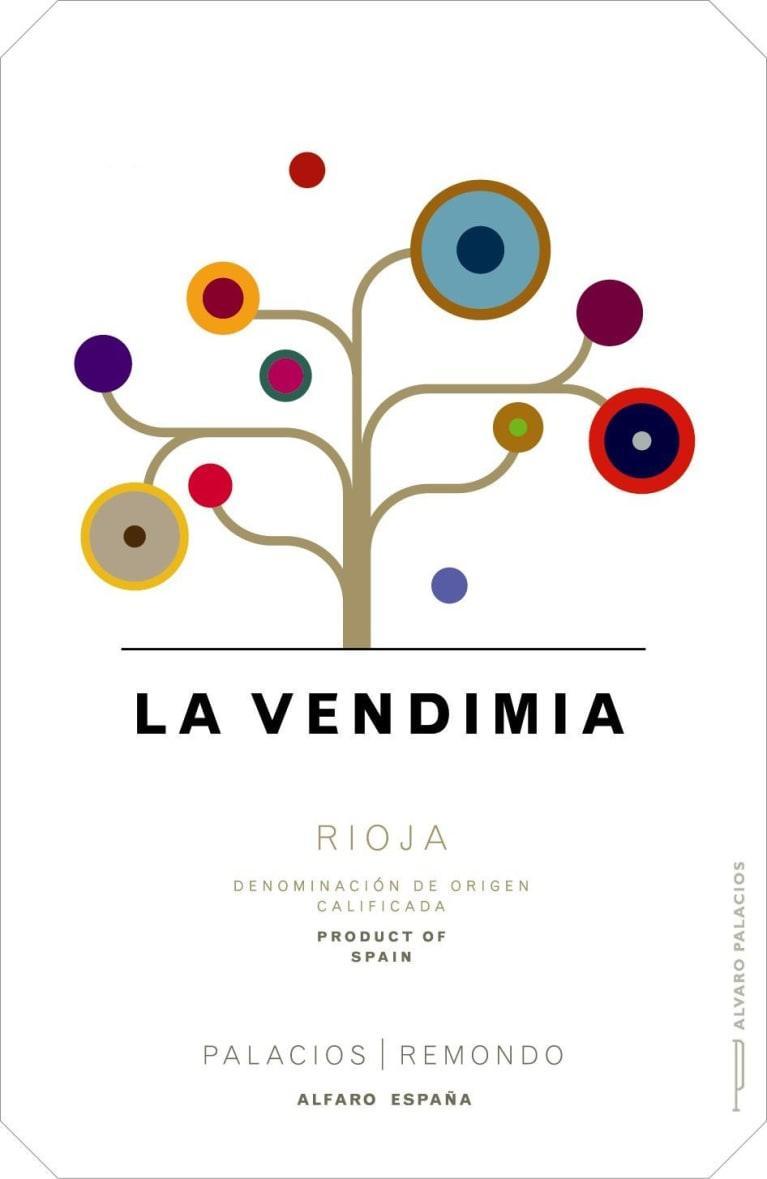 LA VENDIMIA
RIOJA
DENOMINACIÓN DE ORIGEN
CALIFICADA
PRODUCT OF
SPAIN
PALACIOS | REMONDO
ALFARO ESPAÑA
ALVARO PALACIOS